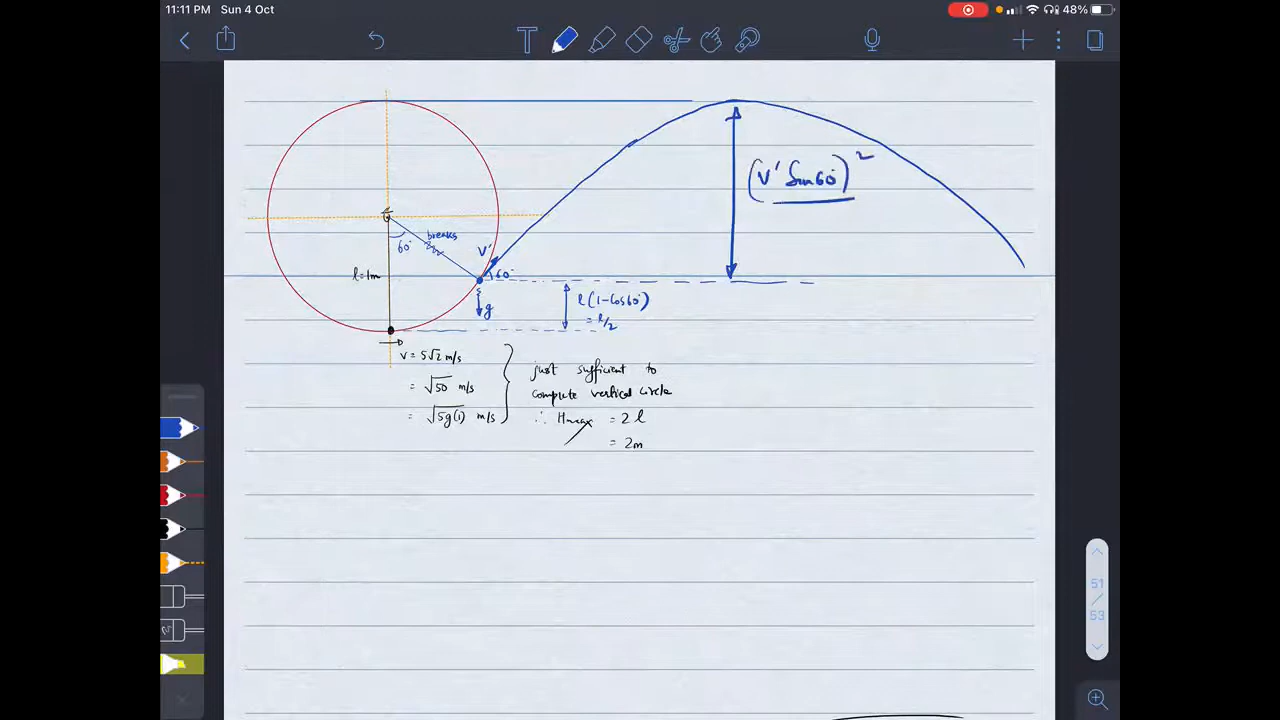 11:11 PM Sun 4 Oct
48%
T
(v' Sin60°)²
breaks
60°
v'
60°
l=1m
g
l(1-Cos60°)
= l/2
v = 5√2 m/s
= √50 m/s
= √5g(1) m/s
just sufficient to
complete vertical circle
∴ Hmax = 2l
= 2m
51
/
53